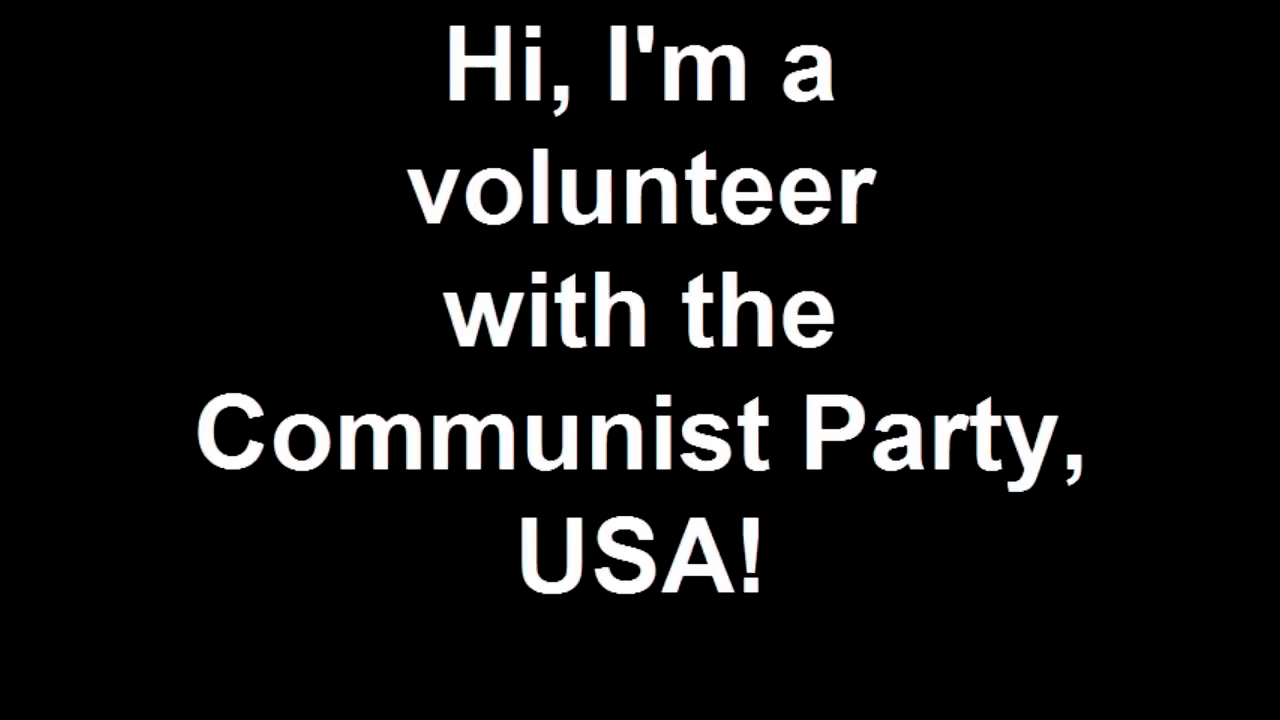 Hi, I'm a
volunteer
with the
Communist Party,
USA!